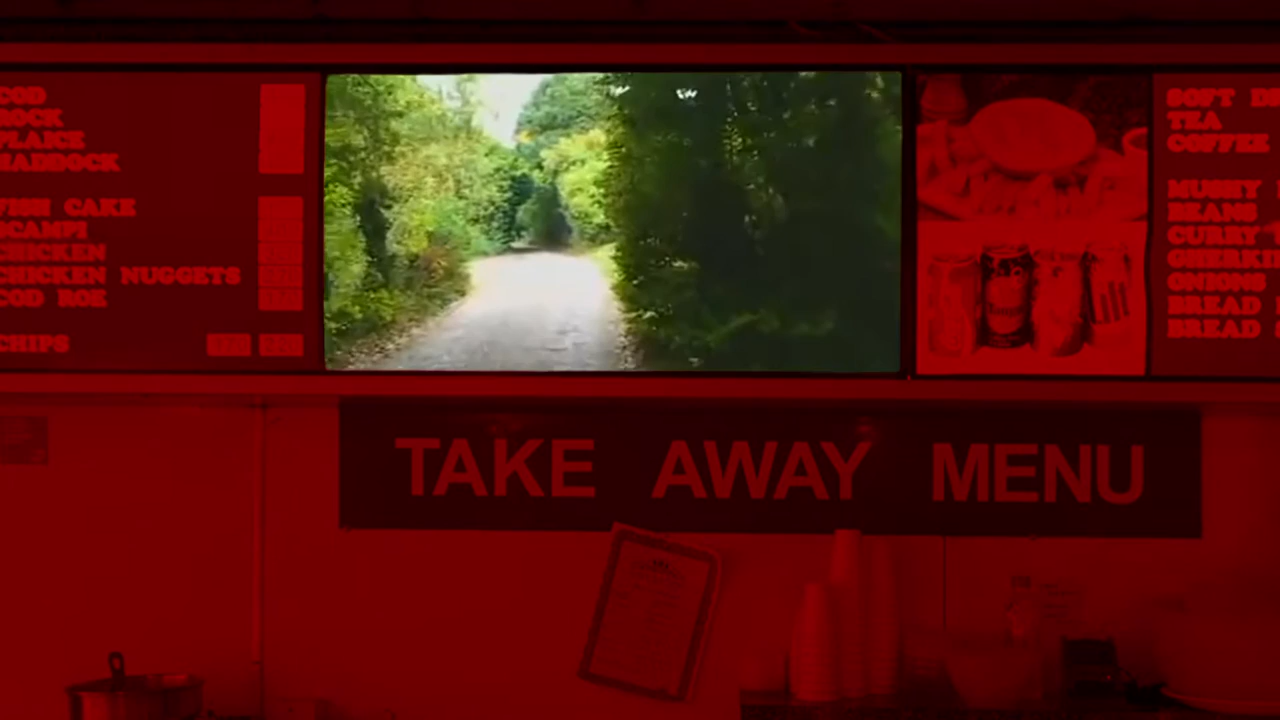 COD
ROCK
PLAICE
HADDOCK
FISH CAKE
SCAMPI
CHICKEN
CHICKEN NUGGETS
COD ROE
CHIPS
SOFT
TEA
COFFEE
MUSHY
BEANS
CURRY
ONIONS
BREAD
BREAD
TAKE AWAY MENU